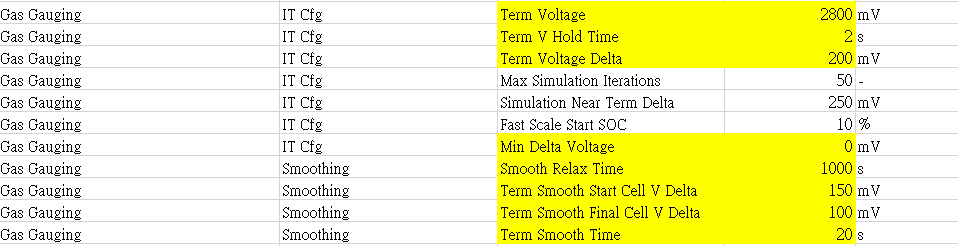 Gas Gauging IT Cfg Term Voltage 2800 mV
Gas Gauging IT Cfg Term V Hold Time 2 s
Gas Gauging IT Cfg Term Voltage Delta 200 mV
Gas Gauging IT Cfg Max Simulation Iterations 50 -
Gas Gauging IT Cfg Simulation Near Term Delta 250 mV
Gas Gauging IT Cfg Fast Scale Start SOC 10 %
Gas Gauging IT Cfg Min Delta Voltage 0 mV
Gas Gauging Smoothing Smooth Relax Time 1000 s
Gas Gauging Smoothing Term Smooth Start Cell V Delta 150 mV
Gas Gauging Smoothing Term Smooth Final Cell V Delta 100 mV
Gas Gauging Smoothing Term Smooth Time 20 s